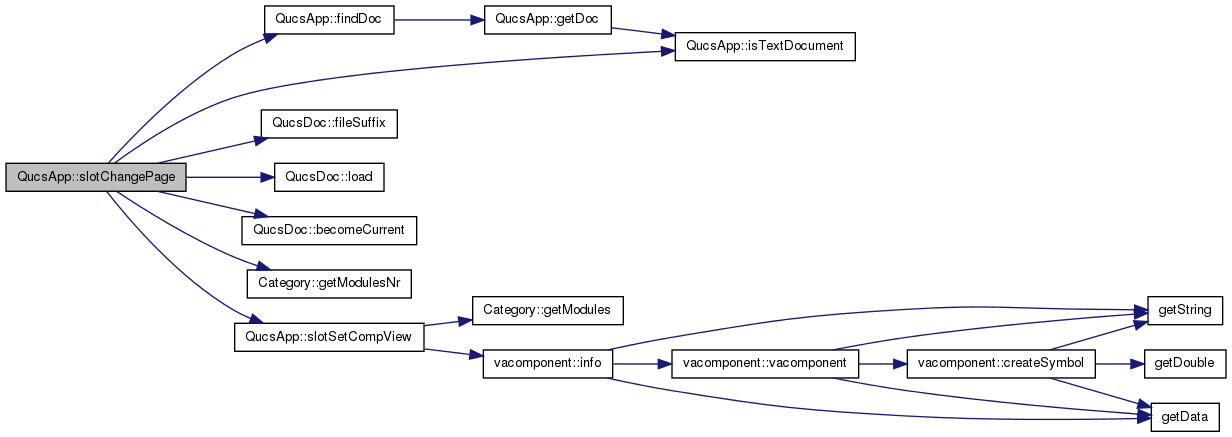 QucsApp::findDoc
QucsApp::getDoc
QucsApp::isTextDocument
QucsDoc::fileSuffix
QucsApp::slotChangePage
QucsDoc::load
QucsDoc::becomeCurrent
Category::getModulesNr
Category::getModules
getString
QucsApp::slotSetCompView
vacomponent::info
vacomponent::vacomponent
vacomponent::createSymbol
getDouble
getData